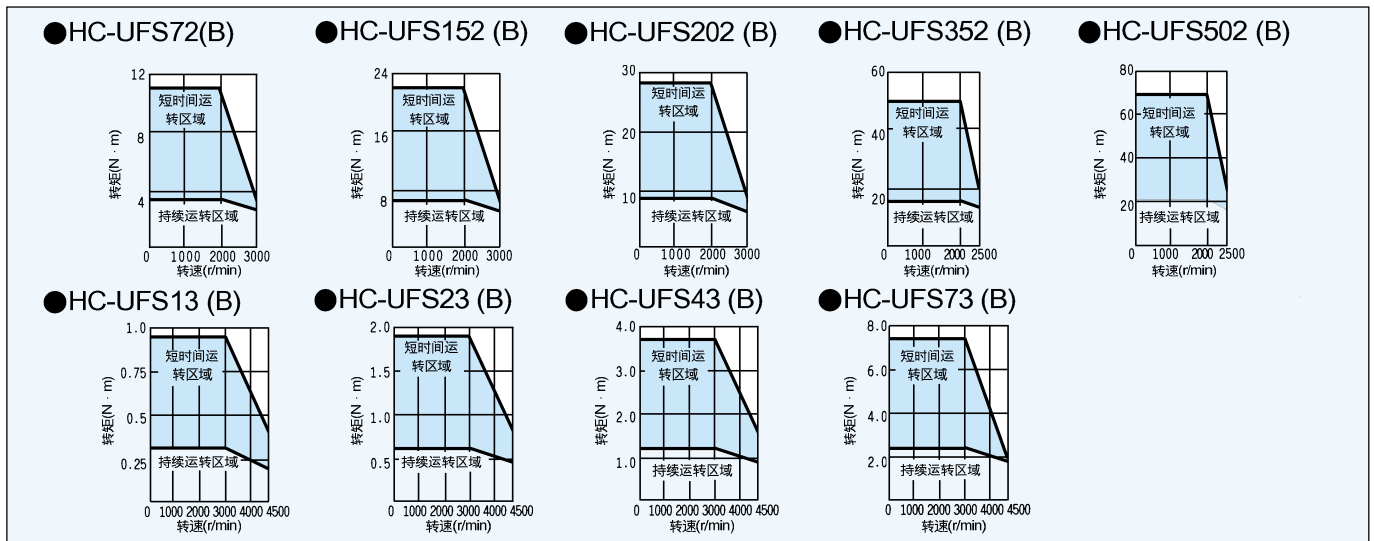 ●HC-UFS72(B)
12
8
4
转矩(N · m)
短时间运
转区域
持续运转区域
0 1000 2000 3000
转速(r/min)
●HC-UFS152 (B)
24
16
8
转矩(N · m)
短时间运
转区域
持续运转区域
0 1000 2000 3000
转速(r/min)
●HC-UFS202 (B)
30
20
10
转矩(N · m)
短时间运
转区域
持续运转区域
0 1000 2000 3000
转速(r/min)
●HC-UFS352 (B)
60
40
20
转矩(N · m)
短时间运
转区域
持续运转区域
0 1000 2000 2500
转速(r/min)
●HC-UFS502 (B)
80
60
40
20
转矩(N · m)
短时间运
转区域
持续运转区域
0 1000 2000 2500
转速(r/min)
●HC-UFS13 (B)
1.0
0.75
0.5
0.25
转矩(N · m)
短时间运
转区域
持续运转区域
0 1000 2000 3000 4000 4500
转速(r/min)
●HC-UFS23 (B)
2.0
1.5
1.0
0.5
转矩(N · m)
短时间运
转区域
持续运转区域
0 1000 2000 3000 4000 4500
转速(r/min)
●HC-UFS43 (B)
4.0
3.0
2.0
1.0
转矩(N · m)
短时间运
转区域
持续运转区域
0 1000 2000 3000 4000 4500
转速(r/min)
●HC-UFS73 (B)
8.0
6.0
4.0
2.0
转矩(N · m)
短时间运
转区域
持续运转区域
0 1000 2000 3000 4000 4500
转速(r/min)